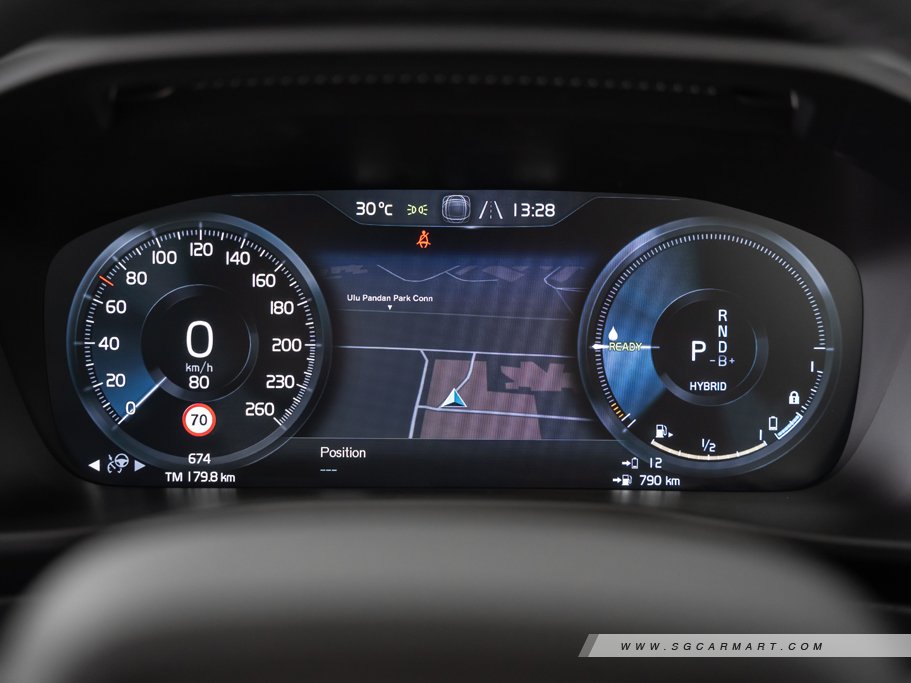 30°C 13:28
Ulu Pandan Park Conn
0
20
40
60
80
100
120
140
160
180
200
230
260
0
km/h
80
70
674
TM 179.8 km
Position
---
READY
R
N
D
P -B+
HYBRID
1
1/2
1
12
790 km
WWW.SGCARMART.COM